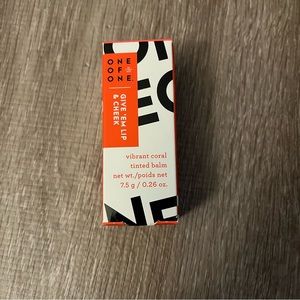 ONE
OOF
ONE.
GIVE 'EM LIP
& CHEEK
vibrant coral
tinted balm
net wt./poids net
7.5 g / 0.26 oz.